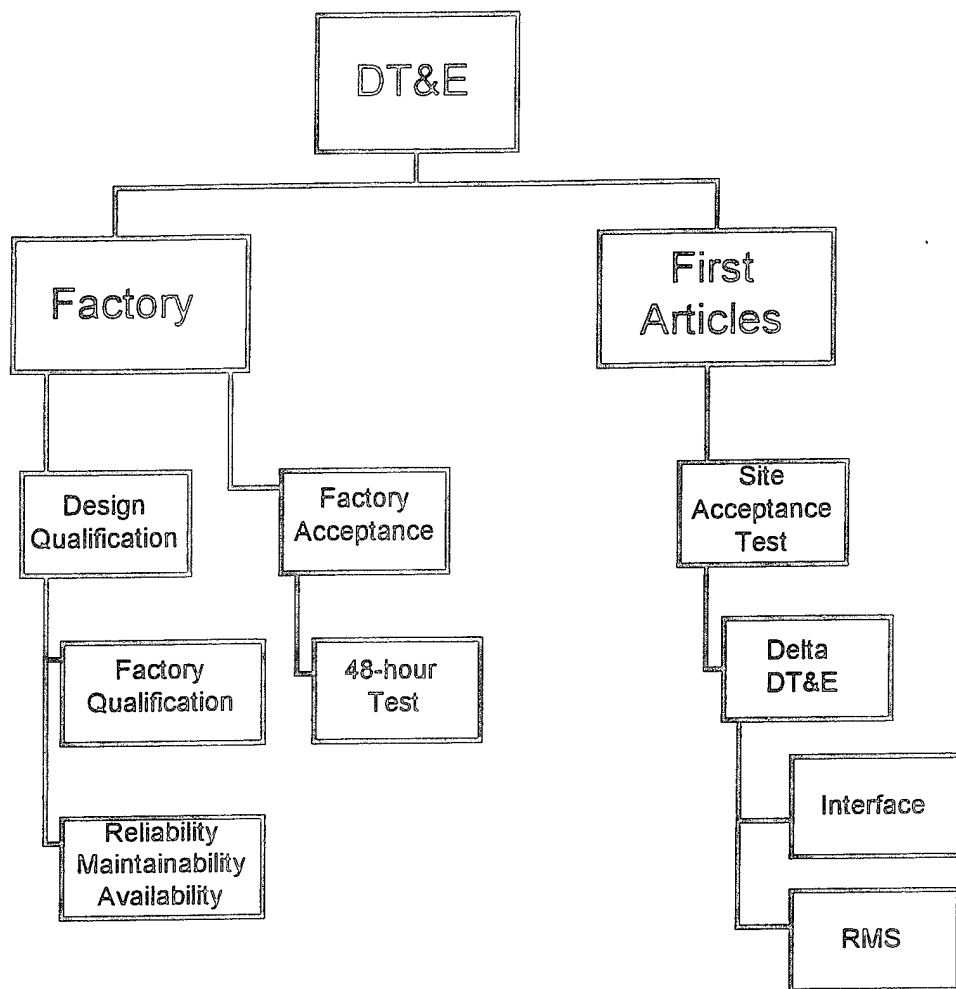 DT&E
Factory
First
Articles
Design
Qualification
Factory
Acceptance
Site
Acceptance
Test
Factory
Qualification
48-hour
Test
Delta
DT&E
Reliability
Maintainability
Availability
Interface
RMS